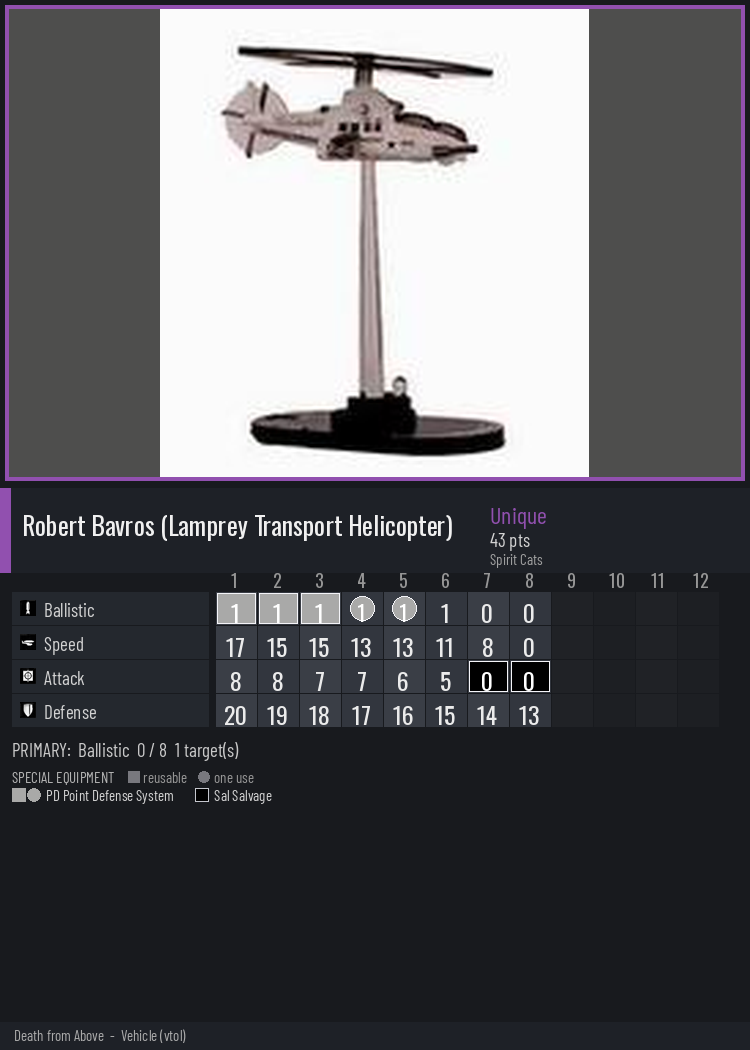 Robert Bavros (Lamprey Transport Helicopter)
Unique
43 pts
Spirit Cats
1 2 3 4 5 6 7 8 9 10 11 12
Ballistic 1 1 1 1 1 1 0 0
Speed 17 15 15 13 13 11 8 0
Attack 8 8 7 7 6 5 0 0
Defense 20 19 18 17 16 15 14 13
PRIMARY: Ballistic 0 / 8 1 target(s)
SPECIAL EQUIPMENT reusable one use
PD Point Defense System Sal Salvage
Death from Above - Vehicle (vtol)